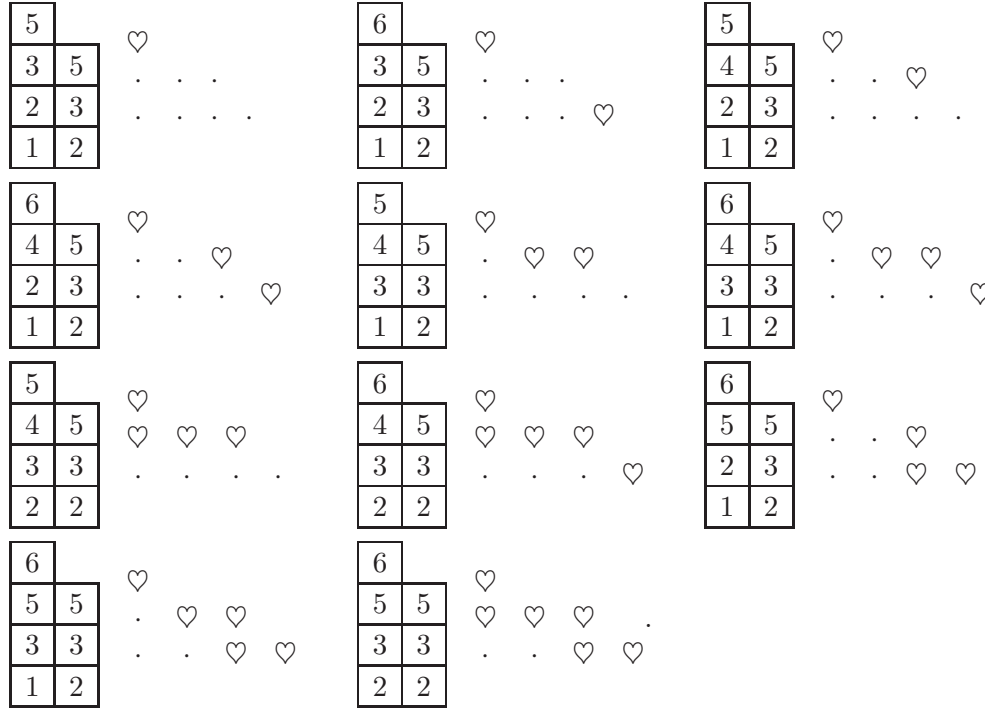 5 6 5
♡ ♡ ♡
3 5 3 5 4 5
. . . . . . . . ♡
2 3 2 3 2 3
. . . . . . . ♡ . . . .
1 2 1 2 1 2
6 5 6
♡ ♡ ♡
4 5 4 5 4 5
. . ♡ . ♡ ♡ . ♡ ♡
2 3 3 3 3 3
. . . ♡ . . . . . . . ♡
1 2 1 2 1 2
5 6 6
♡ ♡ ♡
4 5 4 5 5 5
♡ ♡ ♡ ♡ ♡ ♡ . . ♡
3 3 3 3 2 3
. . . . . . . ♡ . . ♡ ♡
2 2 2 2 1 2
6 6
♡ ♡
5 5 5 5
. ♡ ♡ ♡ ♡ ♡ .
3 3 3 3
. . ♡ ♡ . . ♡ ♡
1 2 2 2